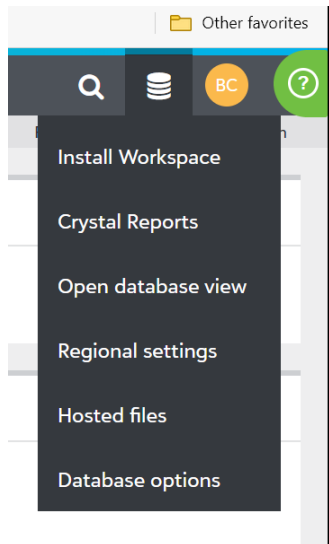 Other favorites
BC
?
Install Workspace
Crystal Reports
Open database view
Regional settings
Hosted files
Database options